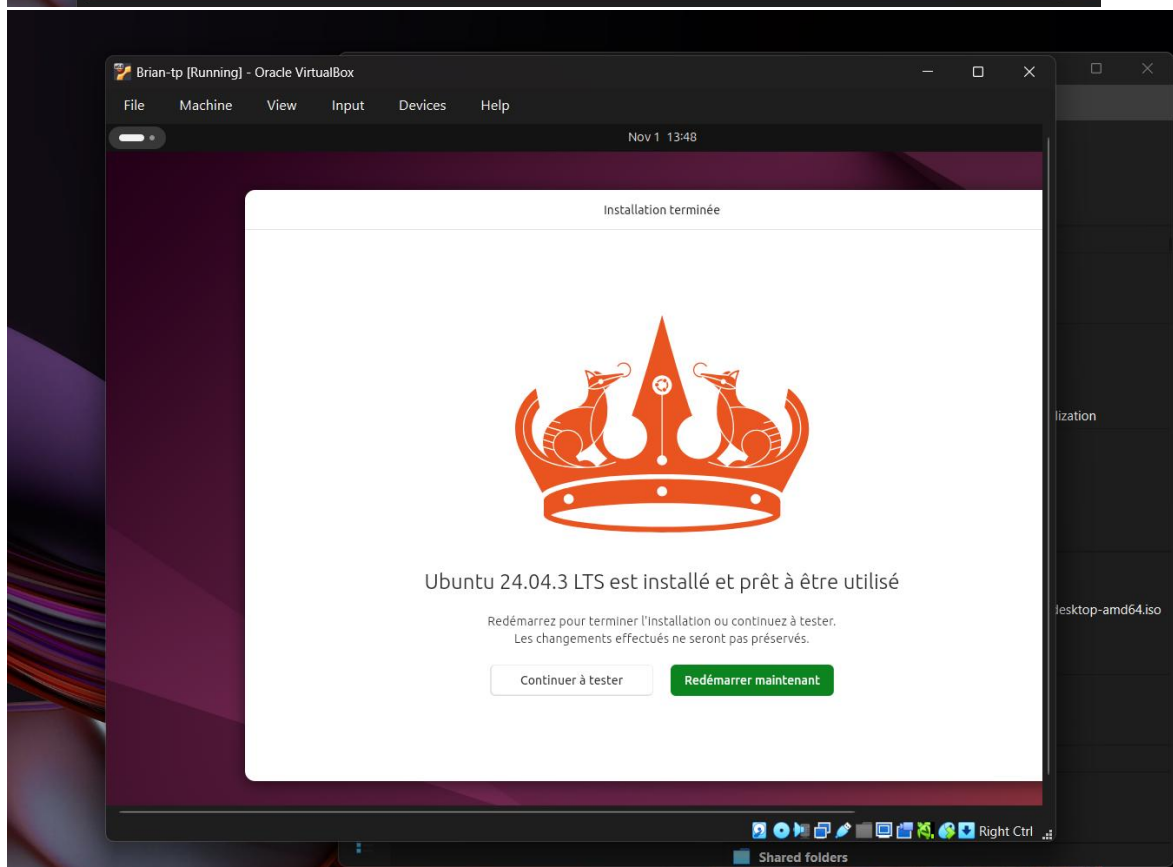 Brian-tp [Running] - Oracle VirtualBox
File Machine View Input Devices Help
Nov 1 13:48
Installation terminée
Ubuntu 24.04.3 LTS est installé et prêt à être utilisé
Redémarrez pour terminer l'installation ou continuez à tester.
Les changements effectués ne seront pas préservés.
Continuer à tester Redémarrer maintenant
lization
desktop-amd64.iso
Right Ctrl
Shared folders